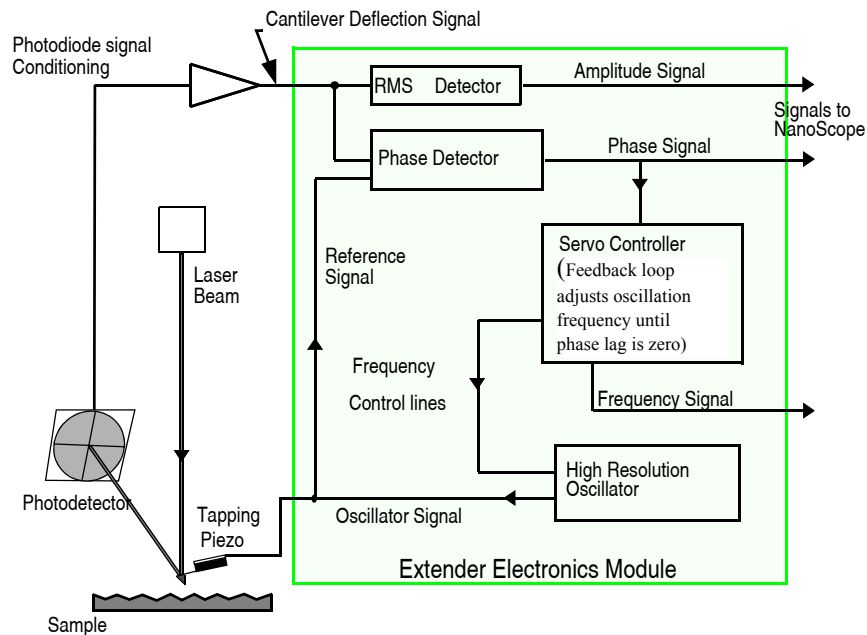 Cantilever Deflection Signal
Photodiode signal
Conditioning
RMS Detector
Amplitude Signal
Signals to
NanoScope
Phase Detector
Phase Signal
Servo Controller
(Feedback loop
adjusts oscillation
frequency until
phase lag is zero)
Reference
Signal
Laser
Beam
Frequency
Control lines
Frequency Signal
High Resolution
Oscillator
Photodetector
Tapping
Piezo
Oscillator Signal
Extender Electronics Module
Sample